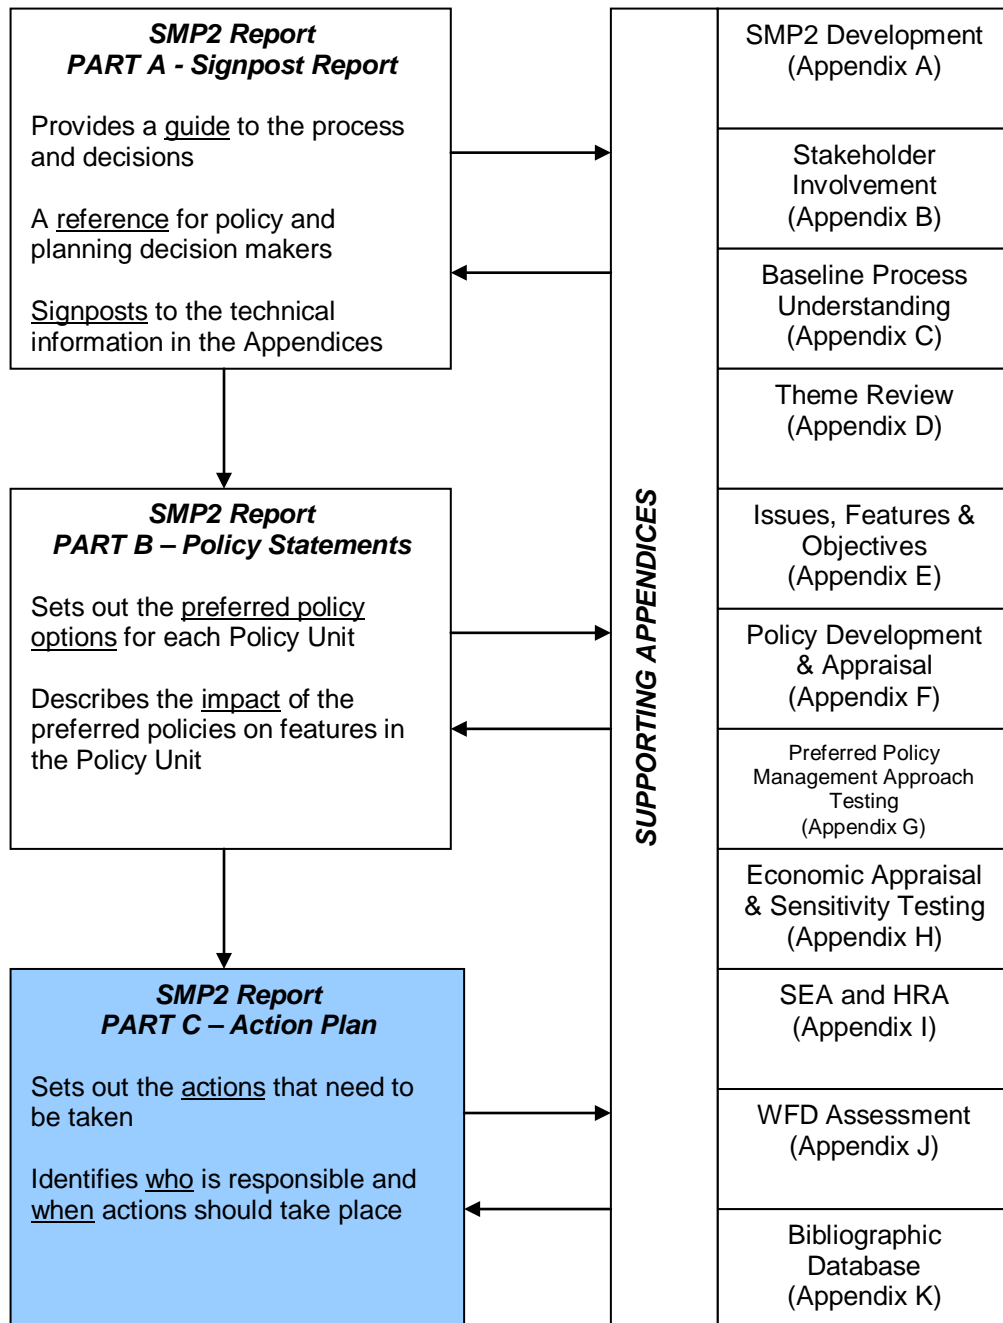 SMP2 Report
PART A - Signpost Report
Provides a guide to the process
and decisions
A reference for policy and
planning decision makers
Signposts to the technical
information in the Appendices
SMP2 Report
PART B – Policy Statements
Sets out the preferred policy
options for each Policy Unit
Describes the impact of the
preferred policies on features in
the Policy Unit
SMP2 Report
PART C – Action Plan
Sets out the actions that need to
be taken
Identifies who is responsible and
when actions should take place
SUPPORTING APPENDICES
SMP2 Development
(Appendix A)
Stakeholder
Involvement
(Appendix B)
Baseline Process
Understanding
(Appendix C)
Theme Review
(Appendix D)
Issues, Features &
Objectives
(Appendix E)
Policy Development
& Appraisal
(Appendix F)
Preferred Policy
Management Approach
Testing
(Appendix G)
Economic Appraisal
& Sensitivity Testing
(Appendix H)
SEA and HRA
(Appendix I)
WFD Assessment
(Appendix J)
Bibliographic
Database
(Appendix K)